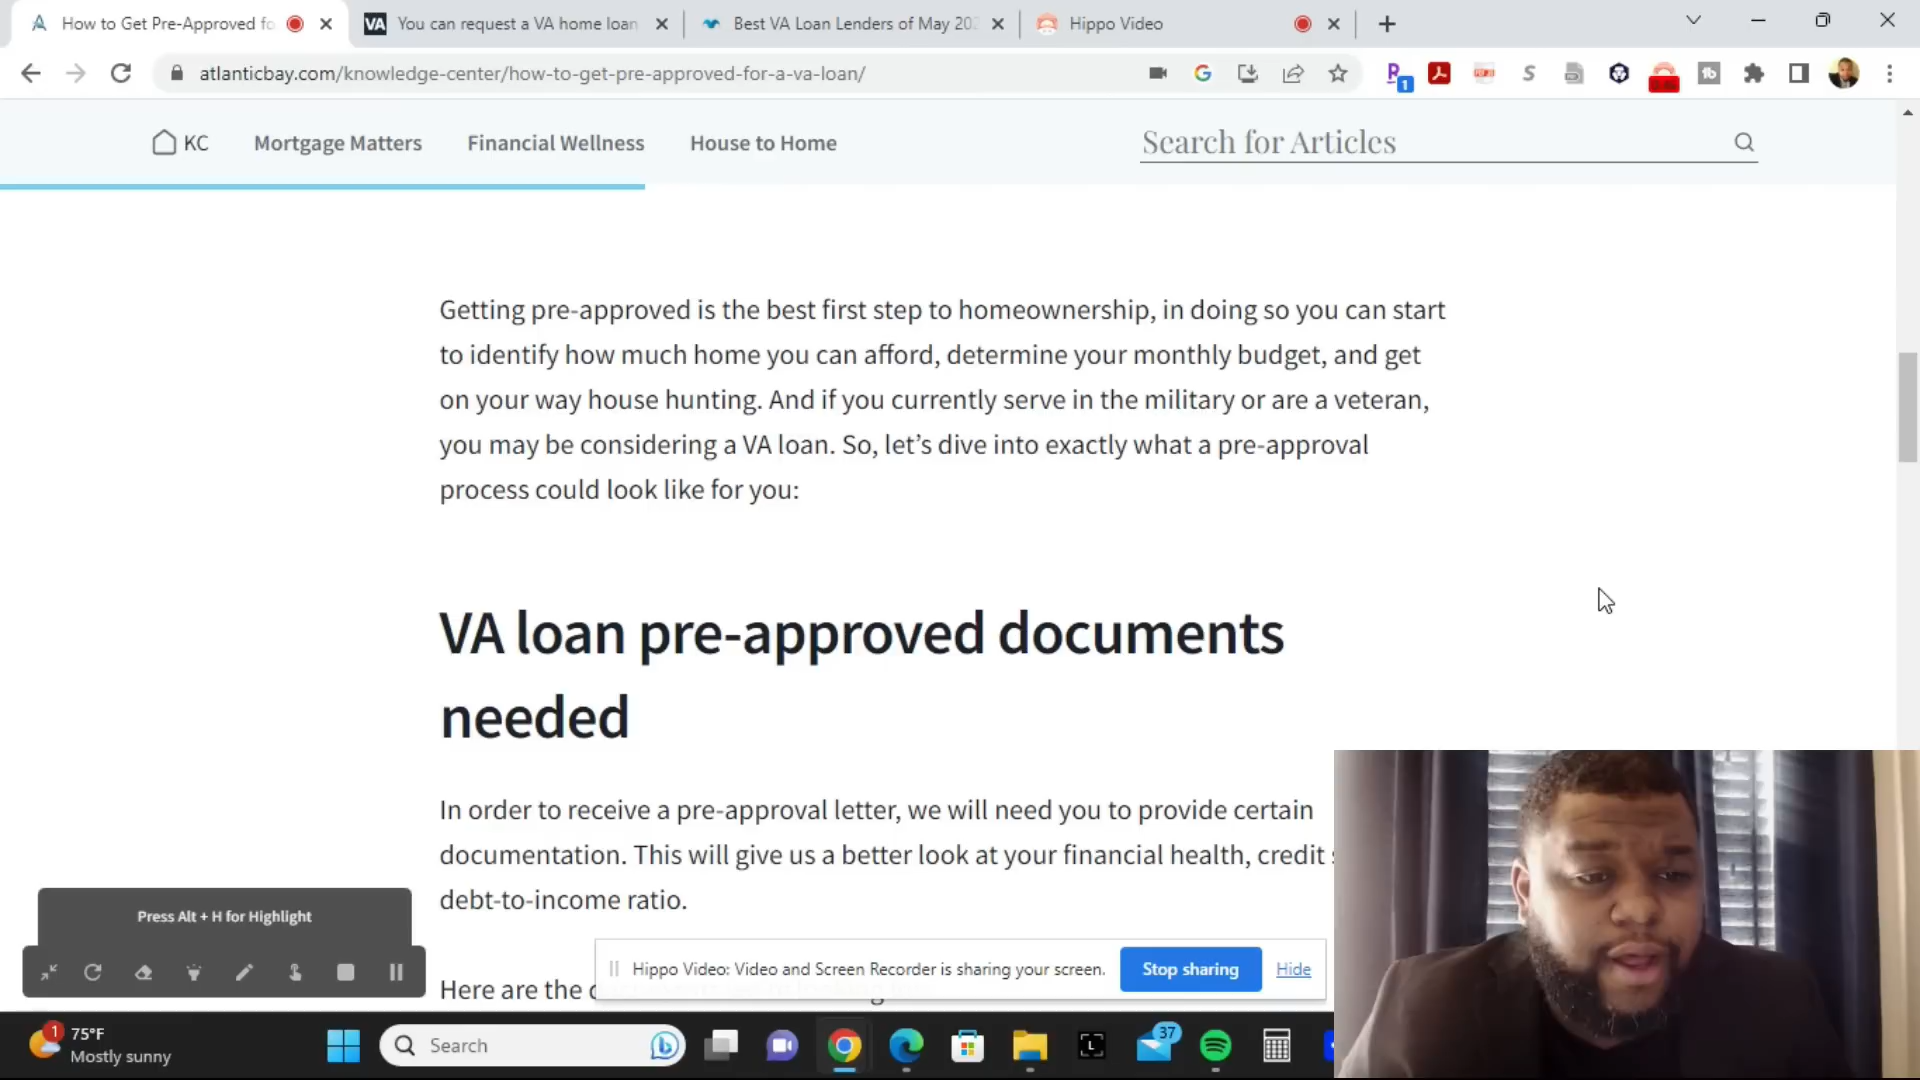 How to Get Pre-Approved fo
You can request a VA home loan
Best VA Loan Lenders of May 202
Hippo Video
atlanticbay.com/knowledge-center/how-to-get-pre-approved-for-a-va-loan/
KC
Mortgage Matters
Financial Wellness
House to Home
Search for Articles
Getting pre-approved is the best first step to homeownership, in doing so you can start
to identify how much home you can afford, determine your monthly budget, and get
on your way house hunting. And if you currently serve in the military or are a veteran,
you may be considering a VA loan. So, let's dive into exactly what a pre-approval
process could look like for you:
VA loan pre-approved documents
needed
In order to receive a pre-approval letter, we will need you to provide certain
documentation. This will give us a better look at your financial health, credit
debt-to-income ratio.
Here are the
Press Alt + H for Highlight
Hippo Video: Video and Screen Recorder is sharing your screen.
Stop sharing
Hide
1
75°F
Mostly sunny
Search
37